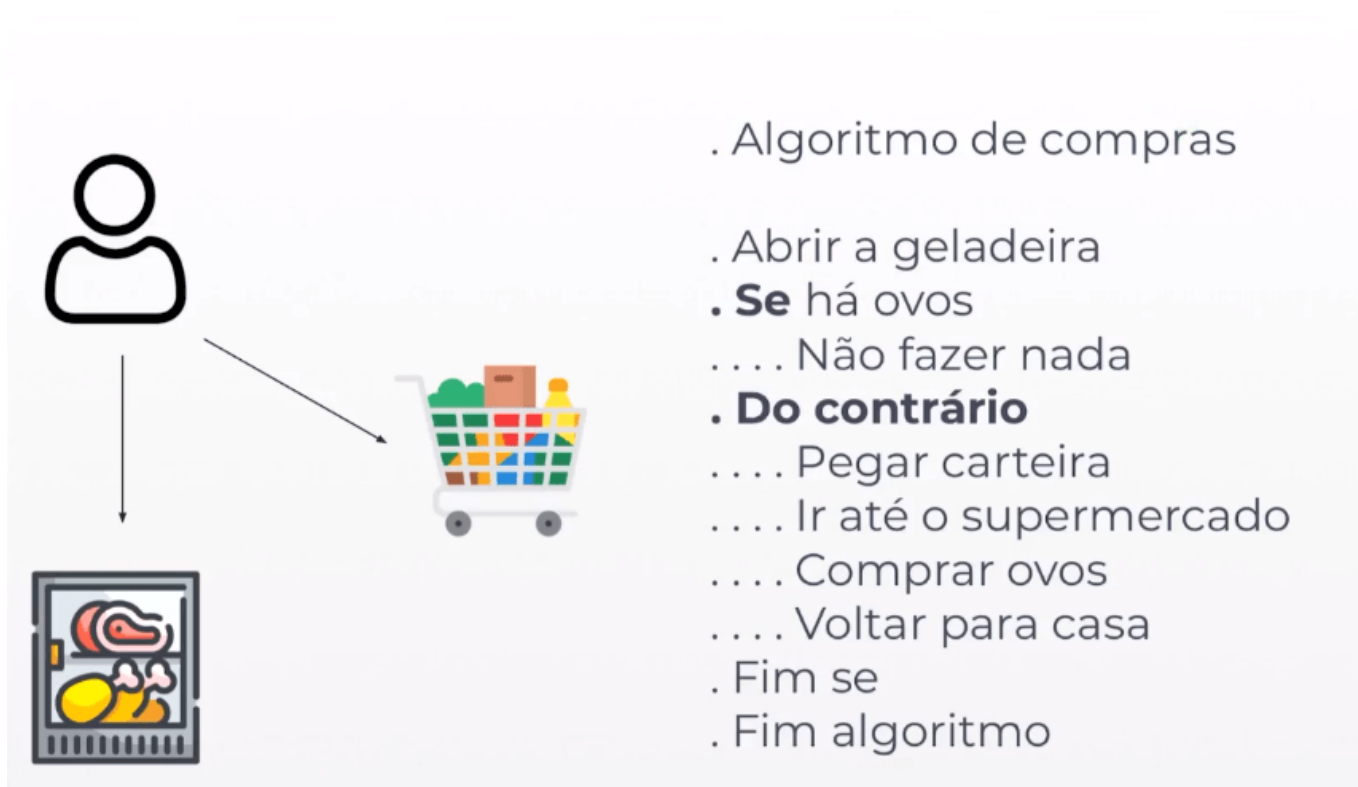 . Algoritmo de compras
. Abrir a geladeira
. Se há ovos
. . . . Não fazer nada
. Do contrário
. . . . Pegar carteira
. . . . Ir até o supermercado
. . . . Comprar ovos
. . . . Voltar para casa
. Fim se
. Fim algoritmo